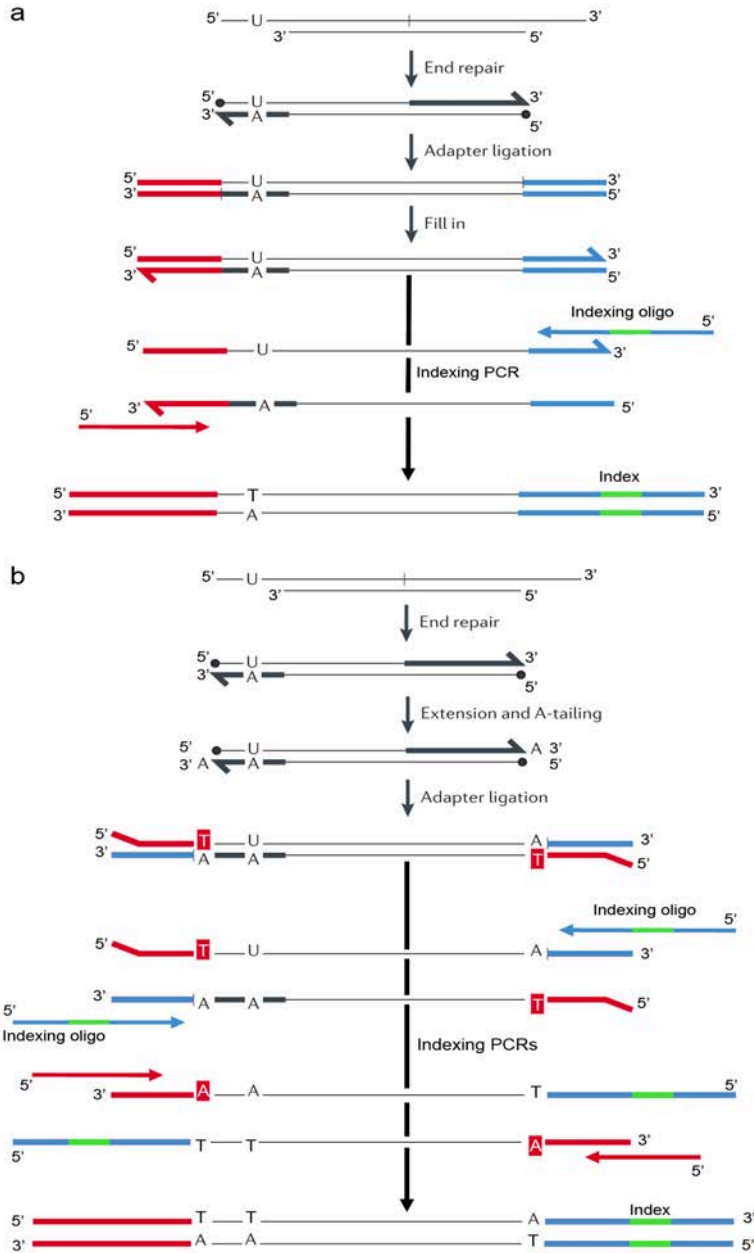 a
5’ U 3’
3’ 5’
End repair
5’ U 3’
3’ A 5’
Adapter ligation
5’ U 3’
3’ A 5’
Fill in
5’ U 3’
3’ A 5’
Indexing oligo
5’
5’ U 3’
Indexing PCR
3’ A 5’
5’
Index
5’ T 3’
3’ A 5’
b
5’ U 3’
3’ 5’
End repair
5’ U 3’
3’ A 5’
Extension and A-tailing
5’ U A 3’
3’ A A 5’
Adapter ligation
5’ T U A 3’
3’ A A T 5’
Indexing oligo 5’
5’ T U A 3’
3’ A A T 5’
5’
Indexing oligo
Indexing PCRs
5’
3’ A A T 5’
5’ T T A 3’
5’
Index
5’ T T A 3’
3’ A A T 5’